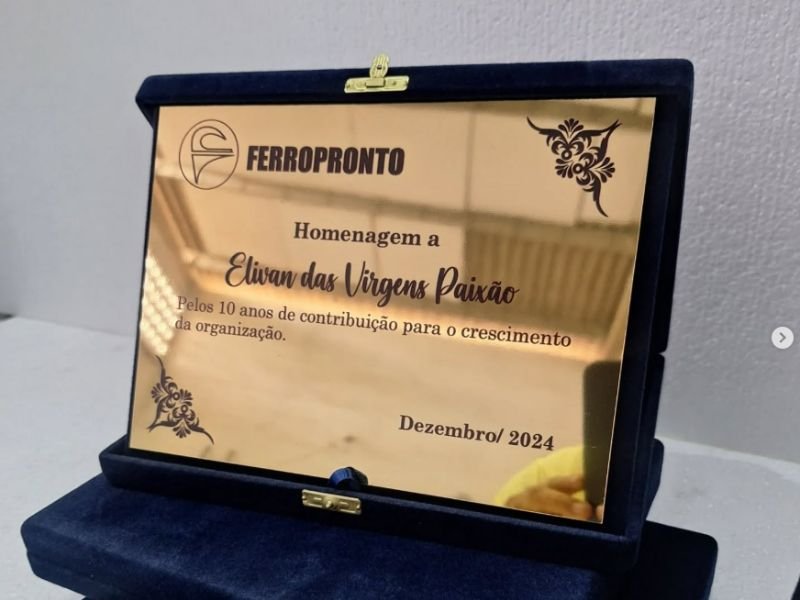 FERROPRONTO
Homenagem a
Elivan das Virgens Paixão
Pelos 10 anos de contribuição para o crescimento
da organização.
Dezembro/ 2024